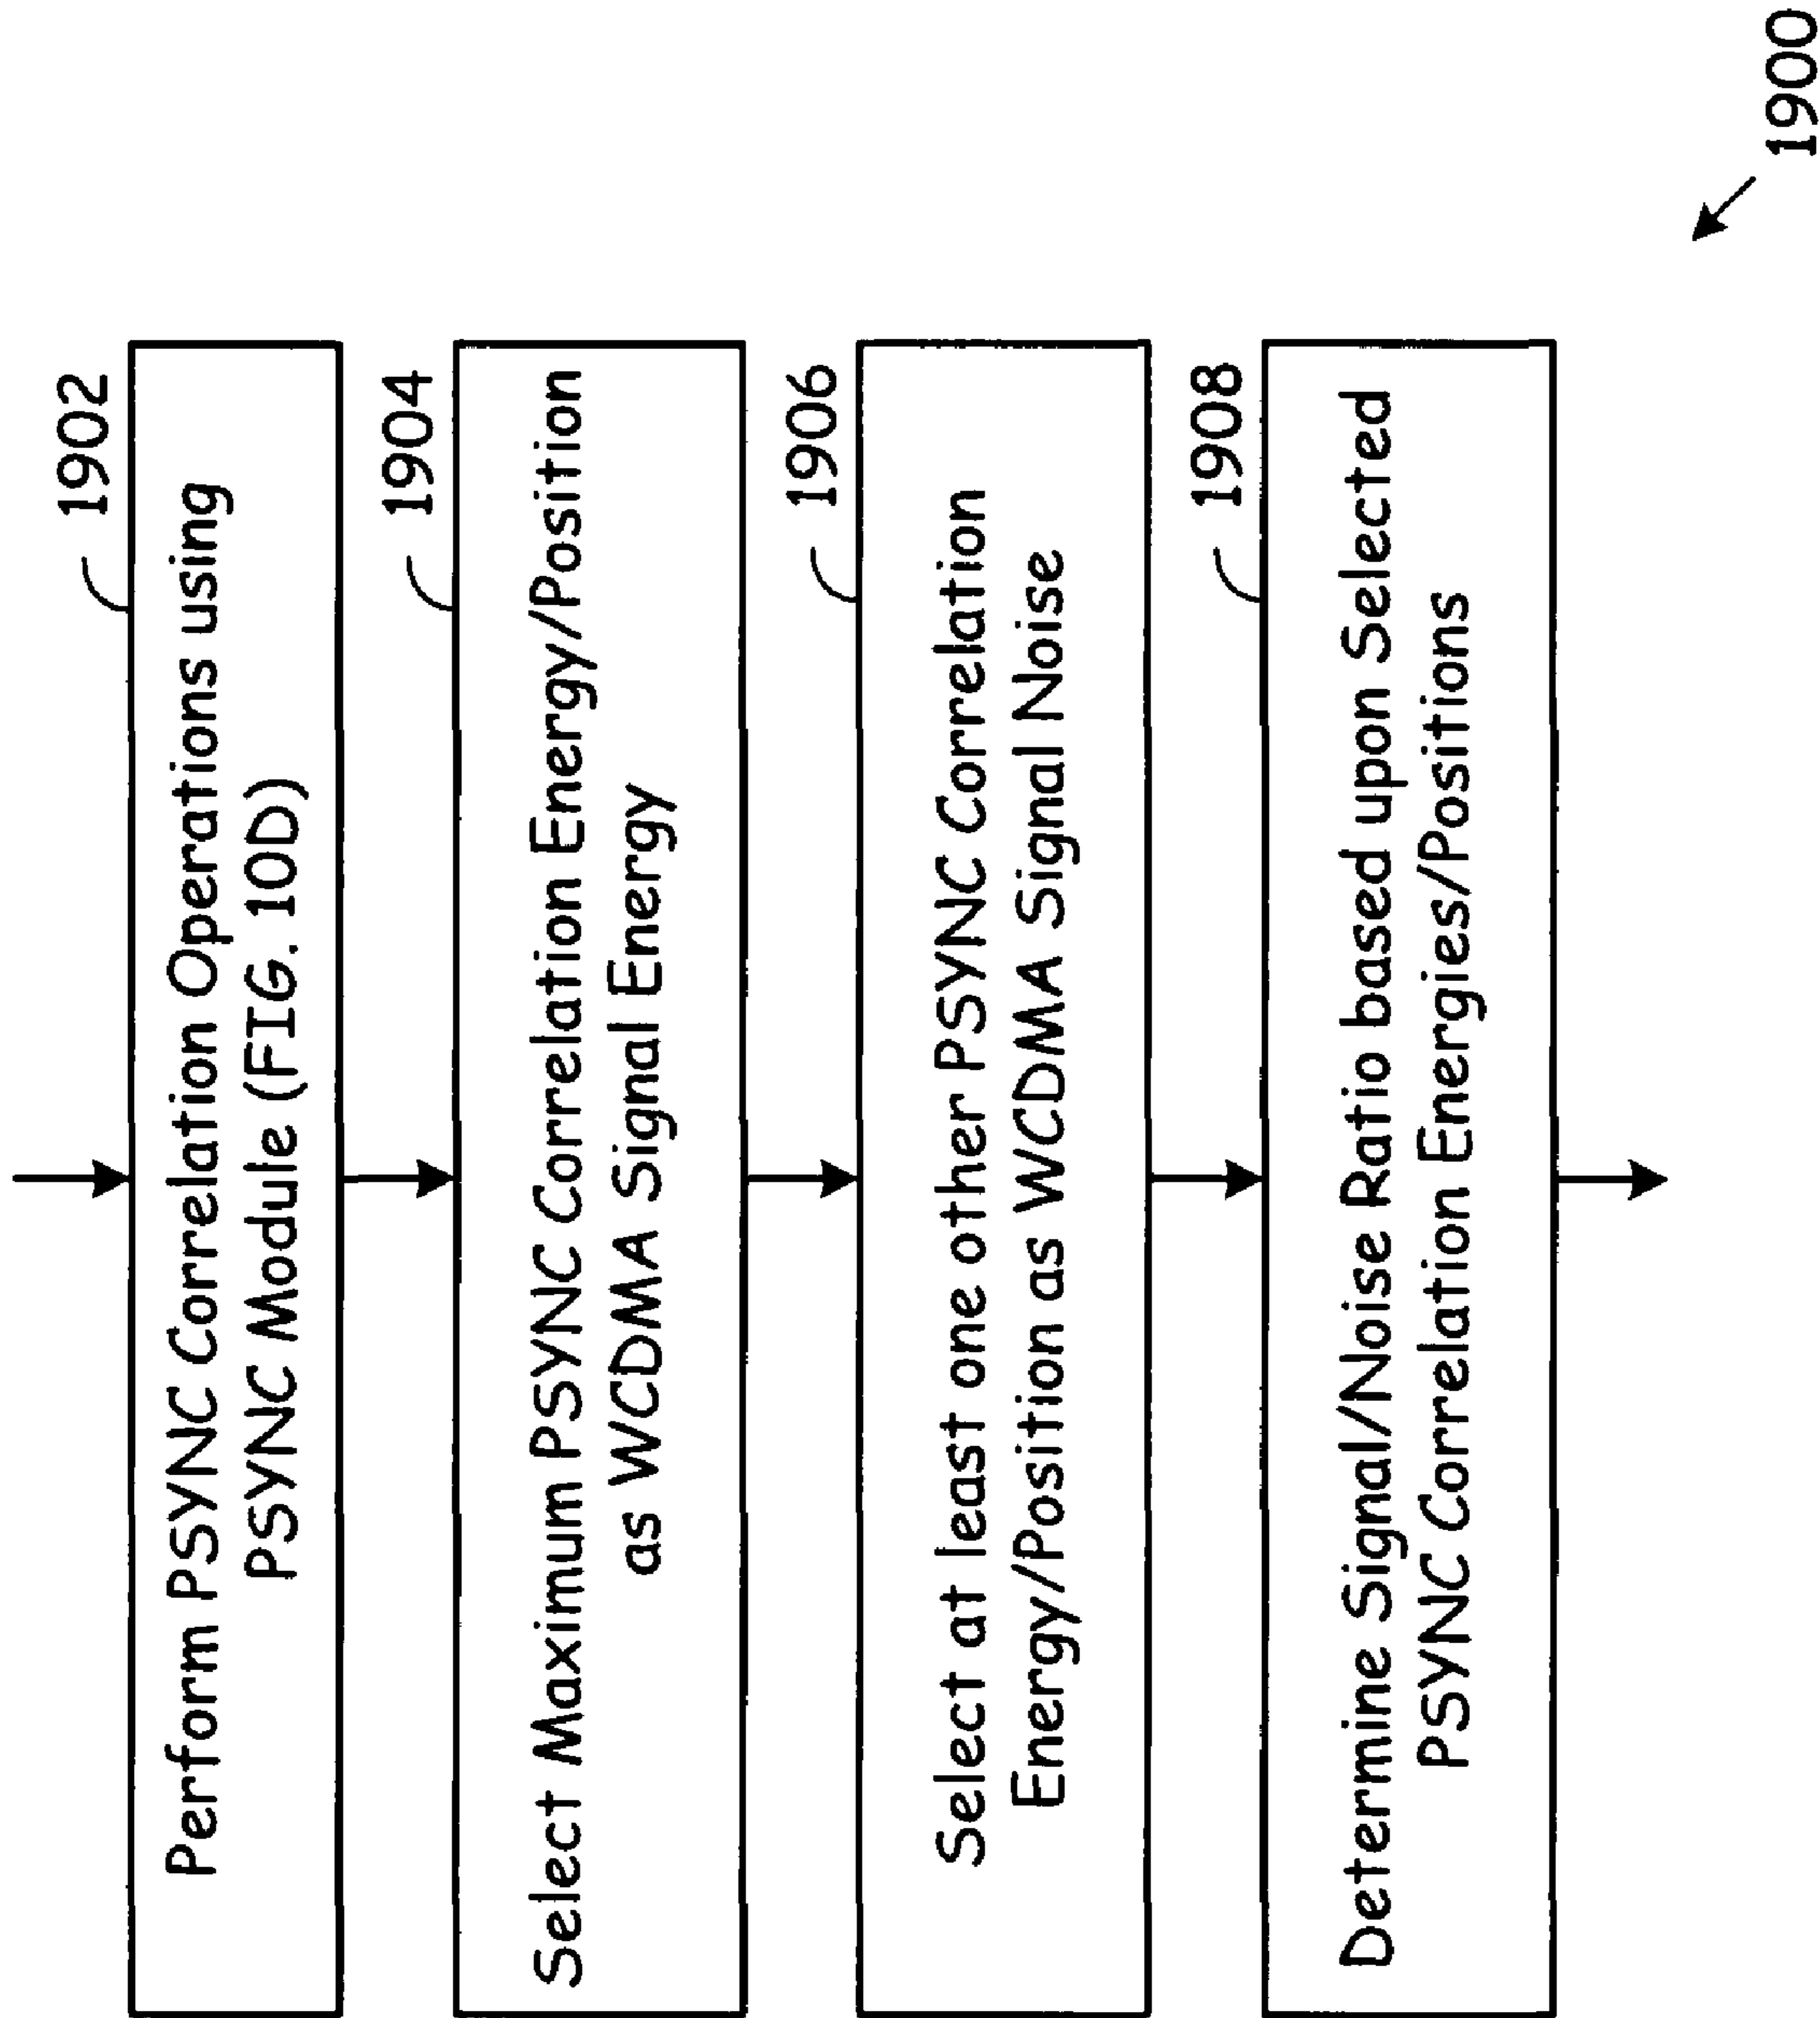 1902
Perform PSYNC Correlation Operations using
PSYNC Module (FIG. 10D)
1904
Select Maximum PSYNC Correlation Energy/Position
as WCDMA Signal Energy
1906
Select at least one other PSYNC Correlation
Energy/Position as WCDMA Signal Noise
1908
Determine Signal/Noise Ratio based upon Selected
PSYNC Correlation Energies/Positions
1900